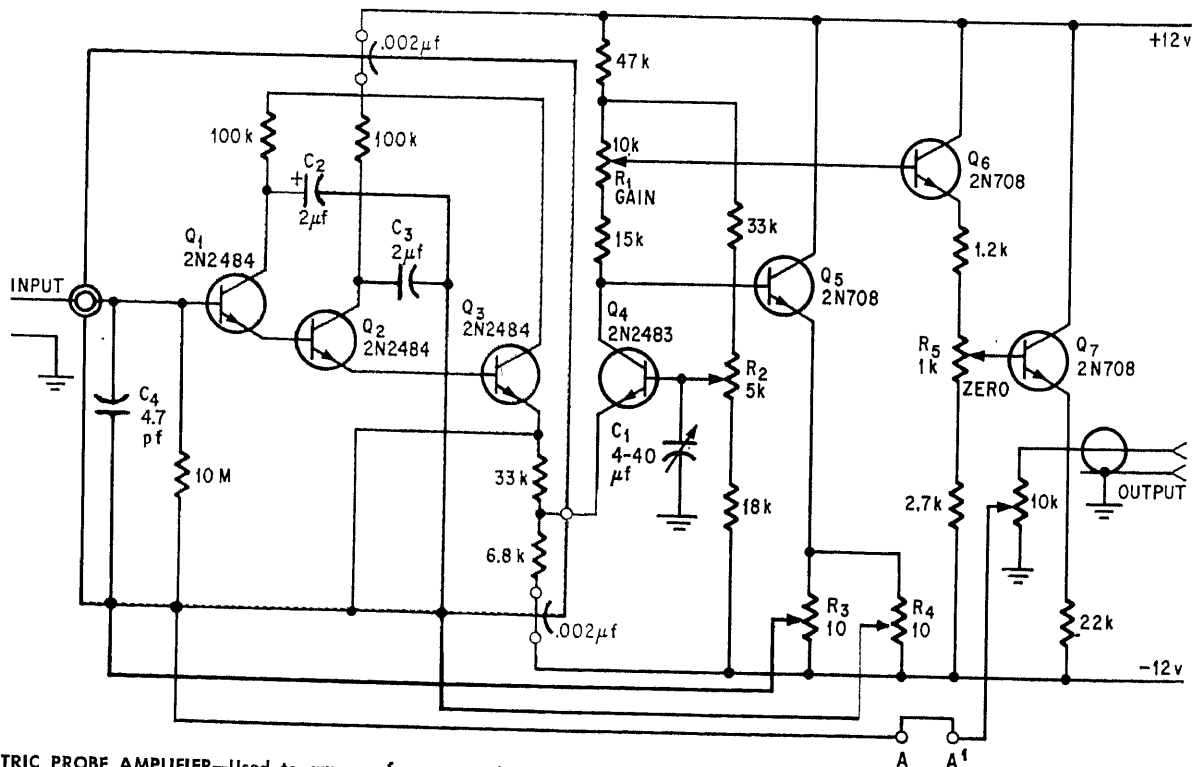 .002µf
47k
+12v
100k
100k
C2
+
2µf
10k
R1
GAIN
Q6
2N708
33k
C3
2µf
15k
1.2k
Q1
2N2484
INPUT
Q2
2N2484
Q3
2N2484
Q4
2N2483
Q5
2N708
R5
1k
ZERO
Q7
2N708
R2
5k
C4
4.7
pf
C1
4-40
µf
10M
33k
18k
2.7k
10k
OUTPUT
6.8k
.002µf
R3
10
R4
10
22k
-12v
A
A1
TRIC PROBE AMPLIFIER—Used to